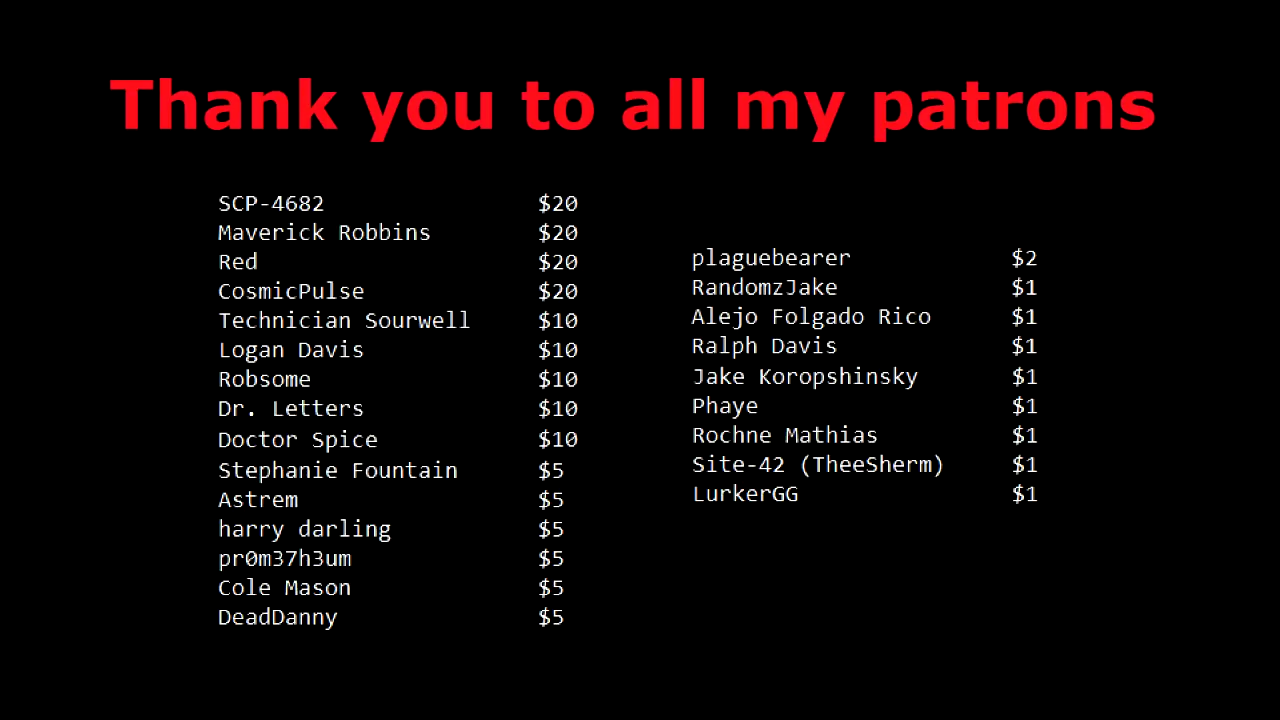 Thank you to all my patrons
SCP-4682 $20
Maverick Robbins $20
Red $20
CosmicPulse $20
Technician Sourwell $10
Logan Davis $10
Robsome $10
Dr. Letters $10
Doctor Spice $10
Stephanie Fountain $5
Astrem $5
harry darling $5
pr0m37h3um $5
Cole Mason $5
DeadDanny $5
plaguebearer $2
RandomzJake $1
Alejo Folgado Rico $1
Ralph Davis $1
Jake Koropshinsky $1
Phaye $1
Rochne Mathias $1
Site-42 (TheeSherm) $1
LurkerGG $1